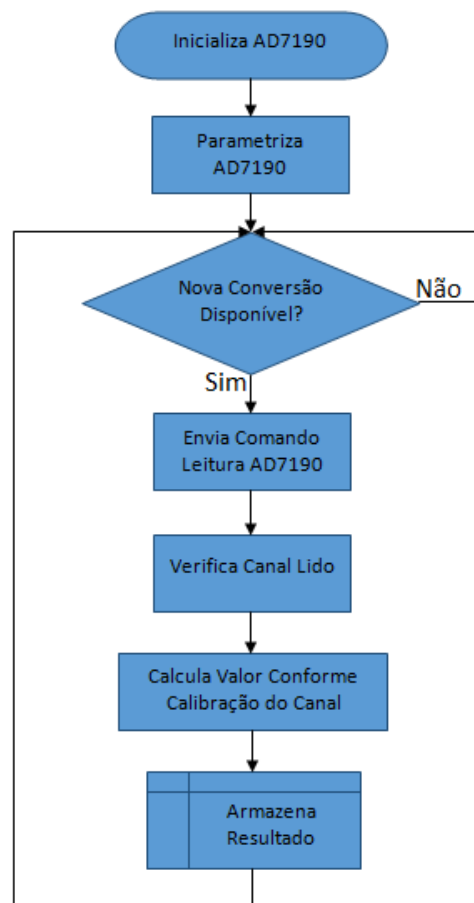 Inicializa AD7190
Parametriza
AD7190
Nova Conversão
Disponível?
Não
Sim
Envia Comando
Leitura AD7190
Verifica Canal Lido
Calcula Valor Conforme
Calibração do Canal
Armazena
Resultado